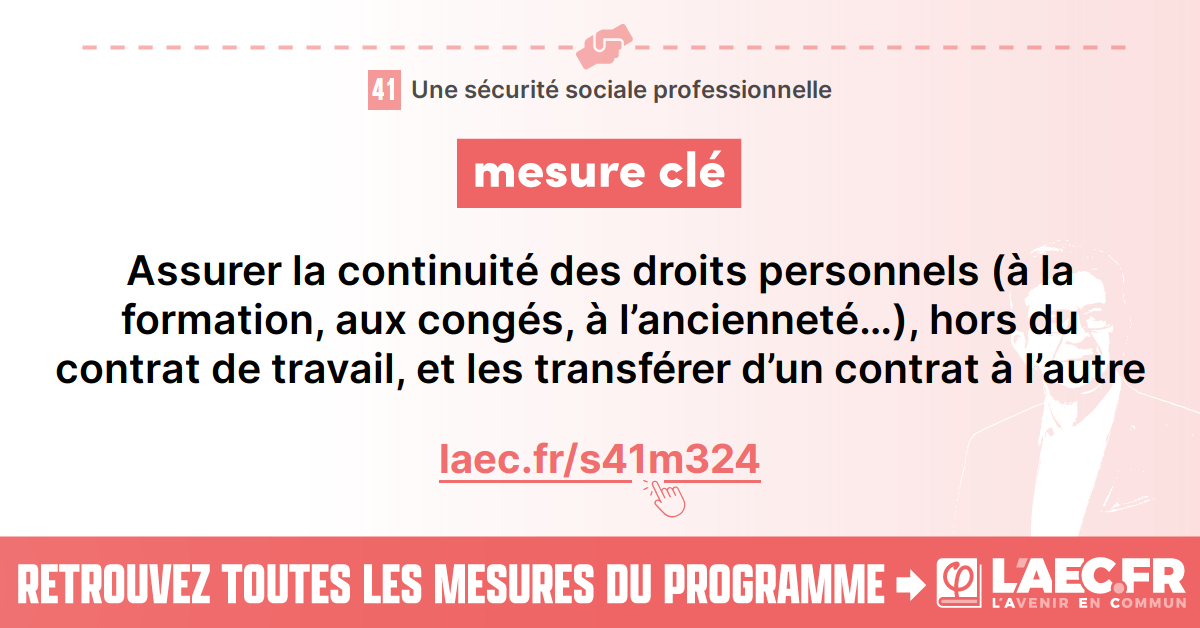 41 Une sécurité sociale professionnelle
mesure clé
Assurer la continuité des droits personnels (à la
formation, aux congés, à l’ancienneté…), hors du
contrat de travail, et les transférer d’un contrat à l’autre
laec.fr/s41m324
RETROUVEZ TOUTES LES MESURES DU PROGRAMME
φ
L'AEC.FR
L'AVENIR EN COMMUN